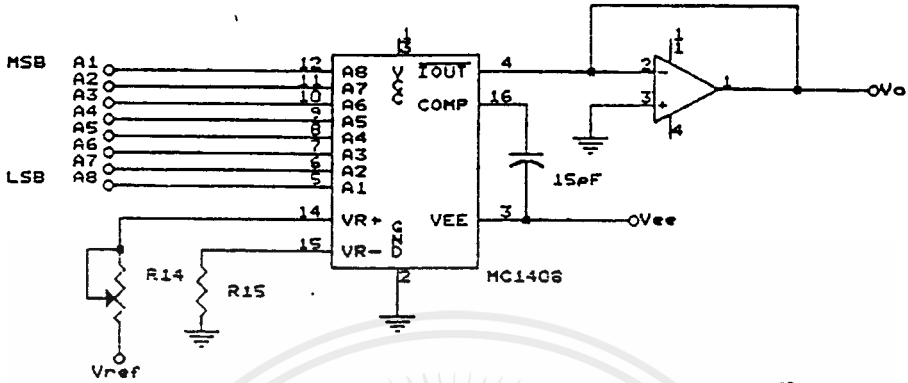 MSB A1
A2
A3
A4
A5
A6
A7
LSB A8
12 A8
11 A7
10 A6
9 A5
8 A4
7 A3
6 A2
5 A1
14 VR+
15 VR-
13
VCC
IOUT 4
COMP 16
VEE 3
GND
2
MC1408
15pF
Vee
R14
R15
Vref
2 -
3 +
11
4
1
Vo